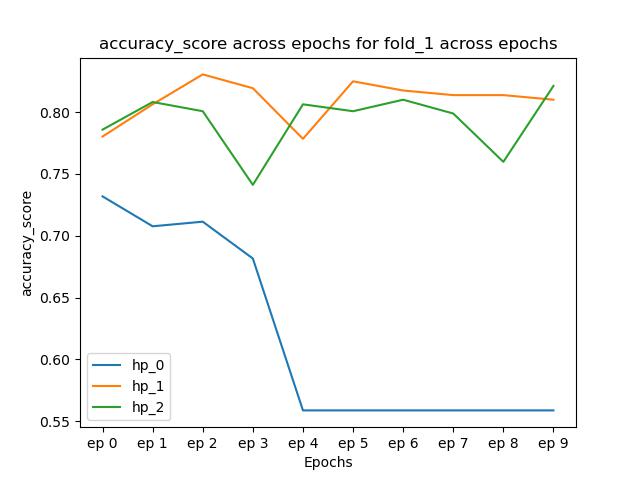 accuracy_score across epochs for fold_1 across epochs
accuracy_score
0.80
0.75
0.70
0.65
0.60
0.55
hp_0
hp_1
hp_2
ep 0 ep 1 ep 2 ep 3 ep 4 ep 5 ep 6 ep 7 ep 8 ep 9
Epochs